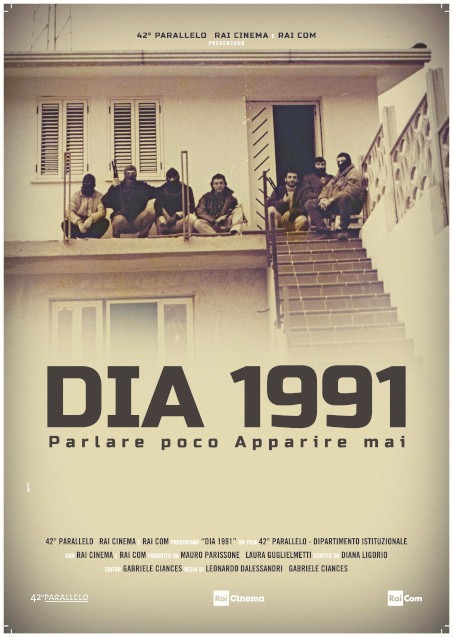 42° PARALLELO RAI CINEMA E RAI COM
PRESENTANO
DIA 1991
Parlare poco Apparire mai
42° PARALLELO RAI CINEMA E RAI COM PRESENTANO "DIA 1991" UN FILM 42° PARALLELO - DIPARTIMENTO ISTITUZIONALE
CON RAI CINEMA E RAI COM PRODOTTO DA MAURO PARISSONE LAURA GUGLIELMETTI SCRITTO DA DIANA LIGORIO
EDITING GABRIELE CIANCES REGIA DI LEONARDO DALESSANDRI GABRIELE CIANCES
42°PARALLELO
Rai Cinema
Rai Com